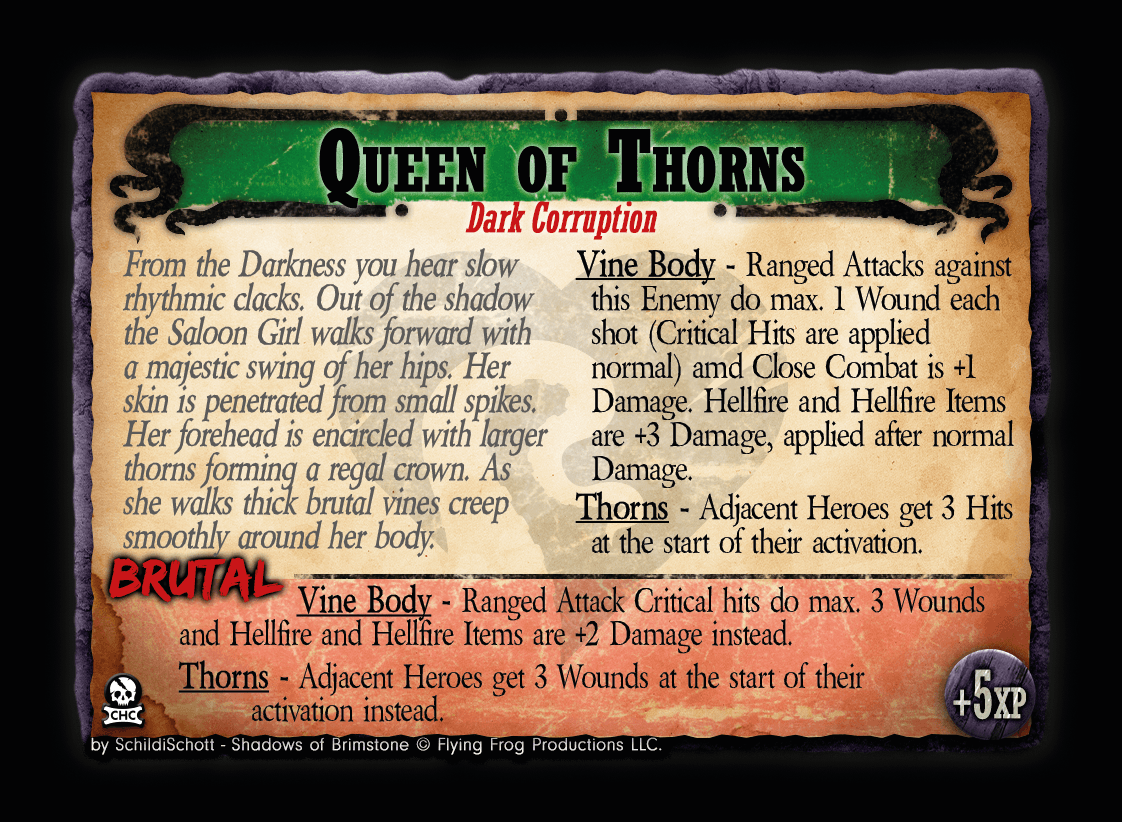 Queen of Thorns
Dark Corruption
From the Darkness you hear slow
rhythmic clacks. Out of the shadow
the Saloon Girl walks forward with
a majestic swing of her hips. Her
skin is penetrated from small spikes.
Her forehead is encircled with larger
thorns forming a regal crown. As
she walks thick brutal vines creep
smoothly around her body.
Vine Body - Ranged Attacks against
this Enemy do max. 1 Wound each
shot (Critical Hits are applied
normal) amd Close Combat is +1
Damage. Hellfire and Hellfire Items
are +3 Damage, applied after normal
Damage.
Thorns - Adjacent Heroes get 3 Hits
at the start of their activation.
BRUTAL
Vine Body - Ranged Attack Critical hits do max. 3 Wounds
and Hellfire and Hellfire Items are +2 Damage instead.
Thorns - Adjacent Heroes get 3 Wounds at the start of their
activation instead.
CHC
+5XP
by SchildiSchott - Shadows of Brimstone © Flying Frog Productions LLC.